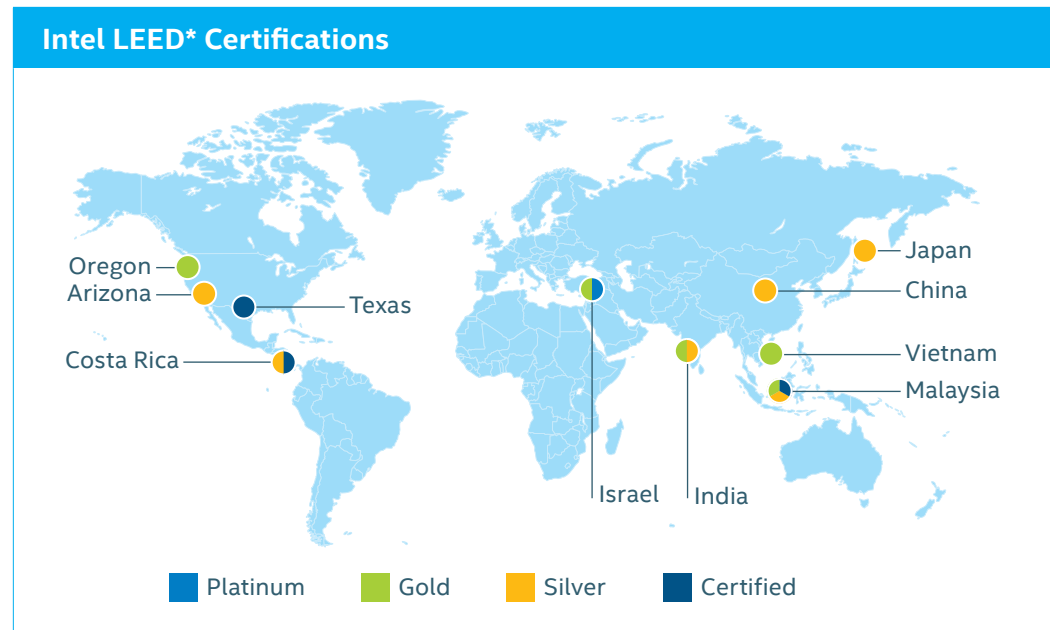 Intel LEED* Certifications
Oregon
Arizona
Texas
Costa Rica
Japan
China
Vietnam
Malaysia
Israel
India
Platinum
Gold
Silver
Certified